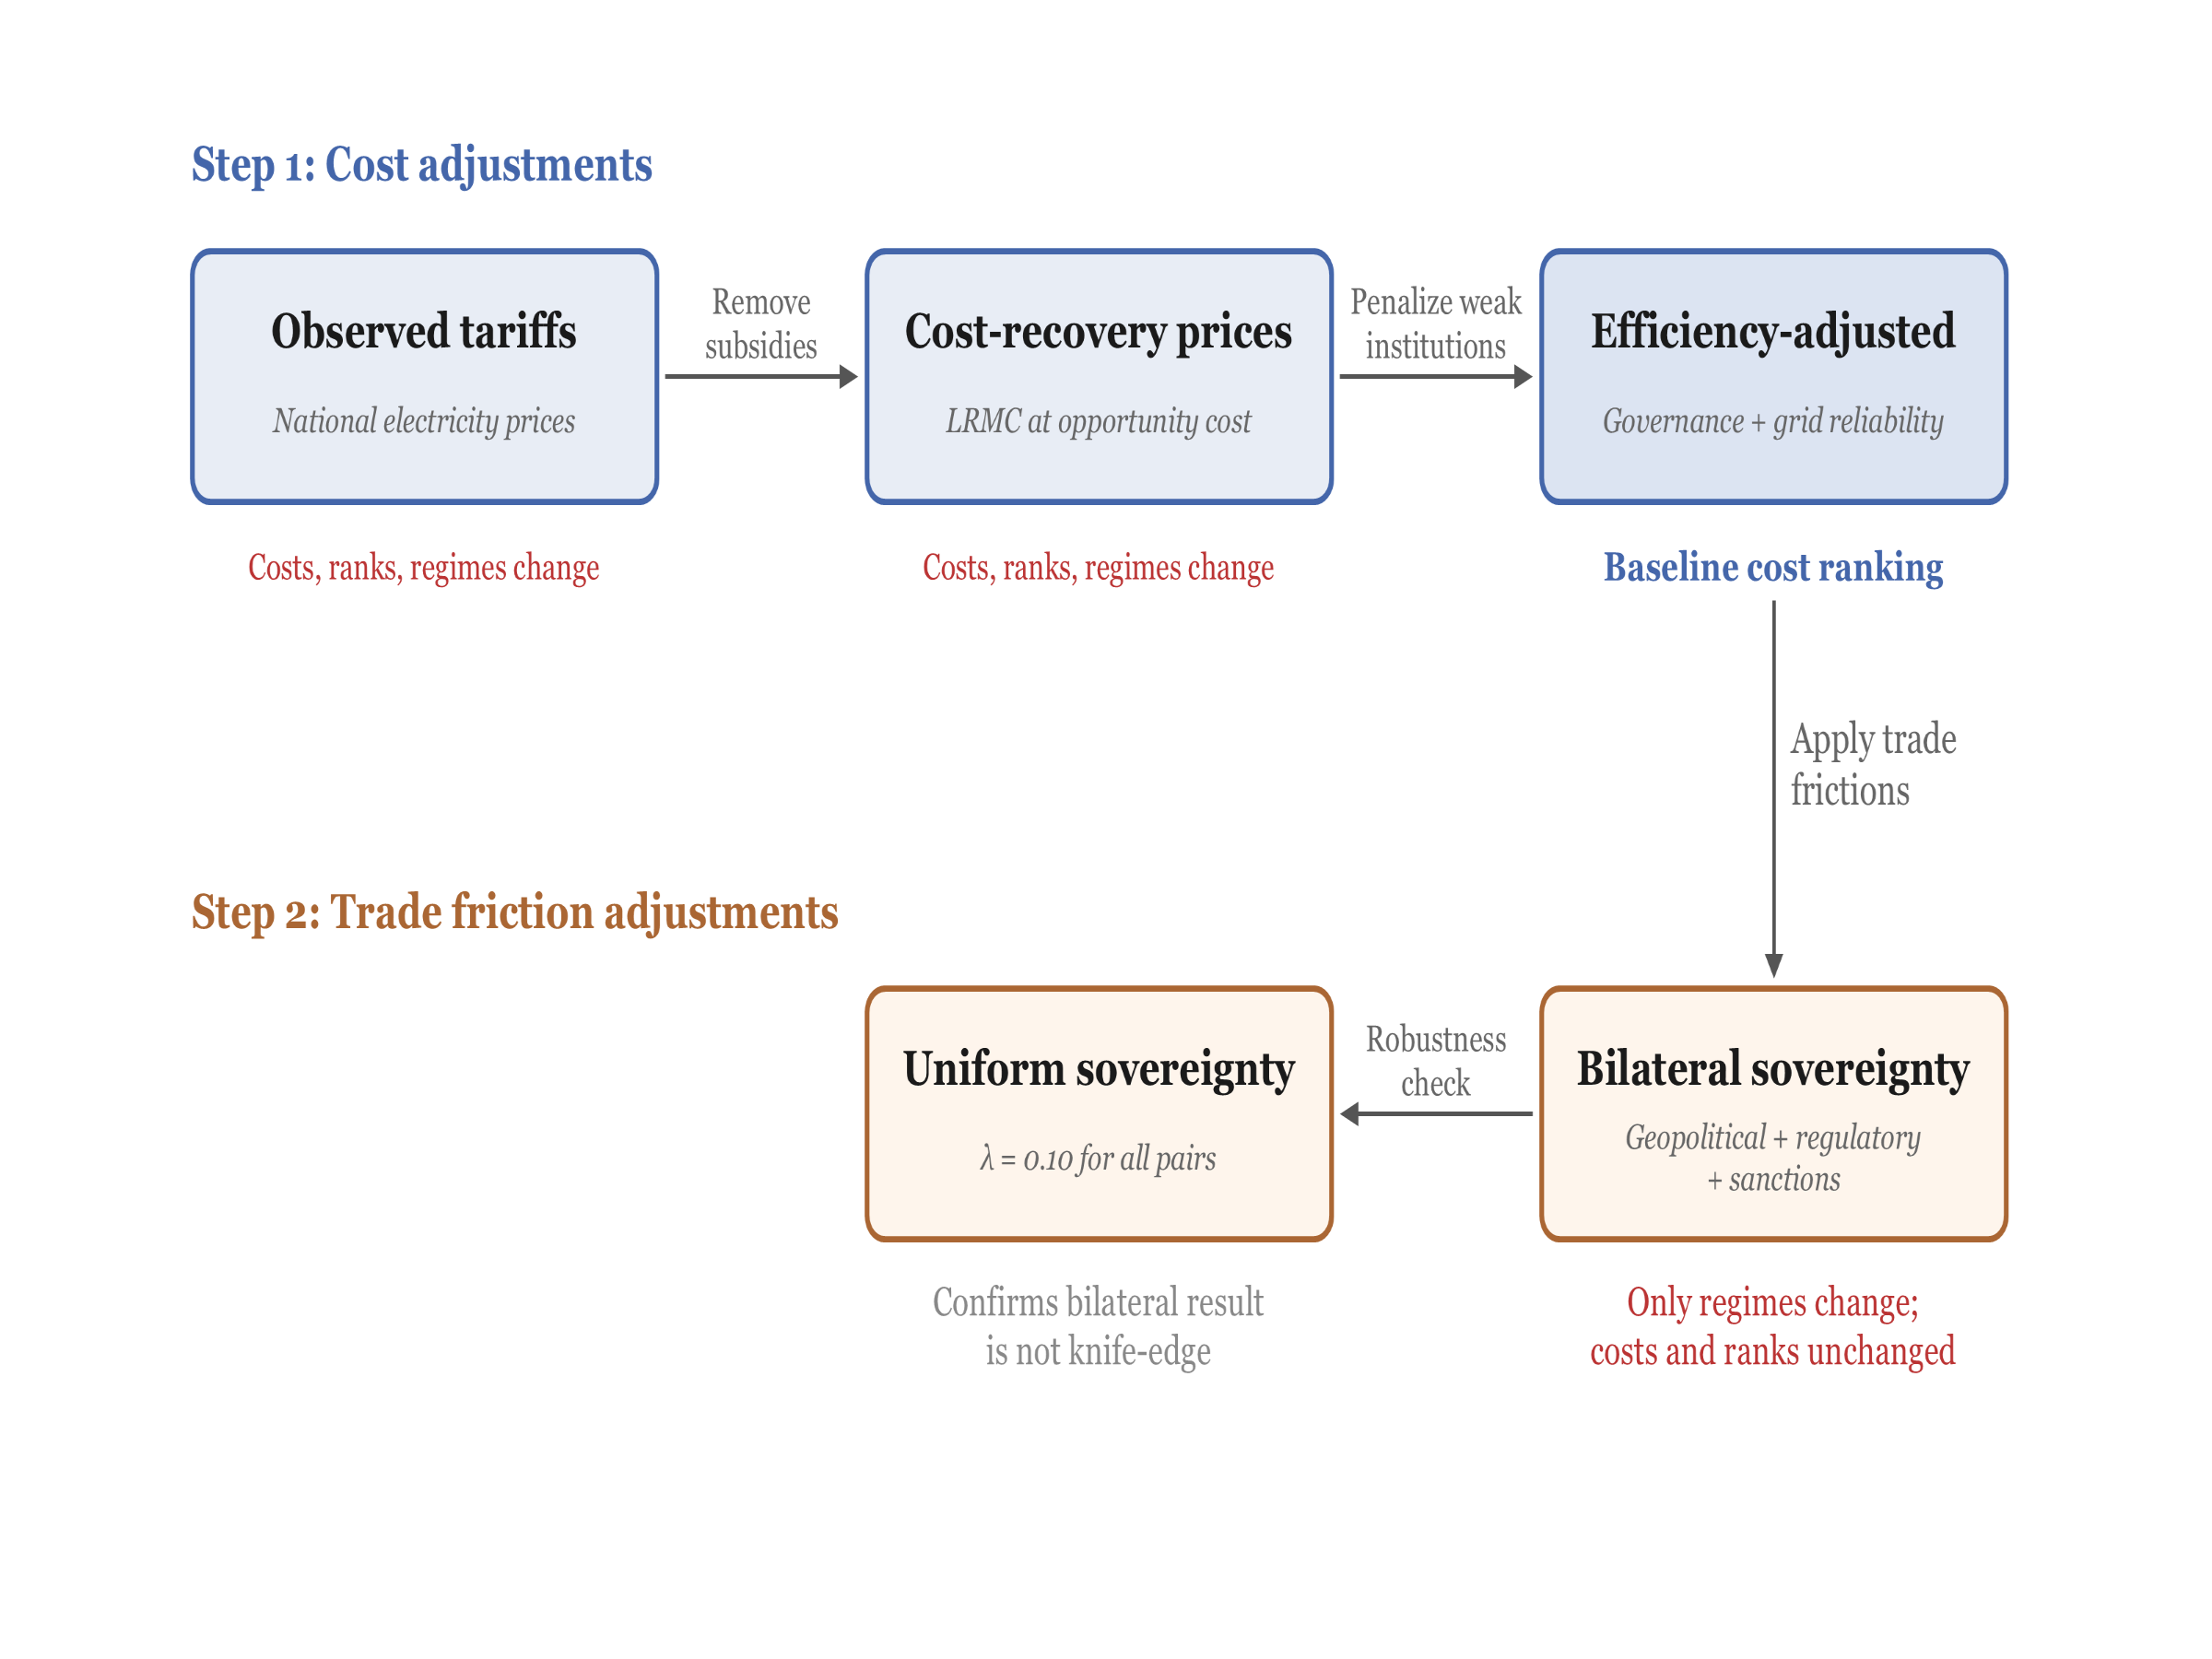 Step 1: Cost adjustments
Observed tariffs
National electricity prices
Costs, ranks, regimes change
Remove
subsidies
Cost-recovery prices
LRMC at opportunity cost
Costs, ranks, regimes change
Penalize weak
institutions
Efficiency-adjusted
Governance + grid reliability
Baseline cost ranking
Apply trade
frictions
Step 2: Trade friction adjustments
Bilateral sovereignty
Geopolitical + regulatory
+ sanctions
Only regimes change;
costs and ranks unchanged
Robustness
check
Uniform sovereignty
λ = 0.10 for all pairs
Confirms bilateral result
is not knife-edge